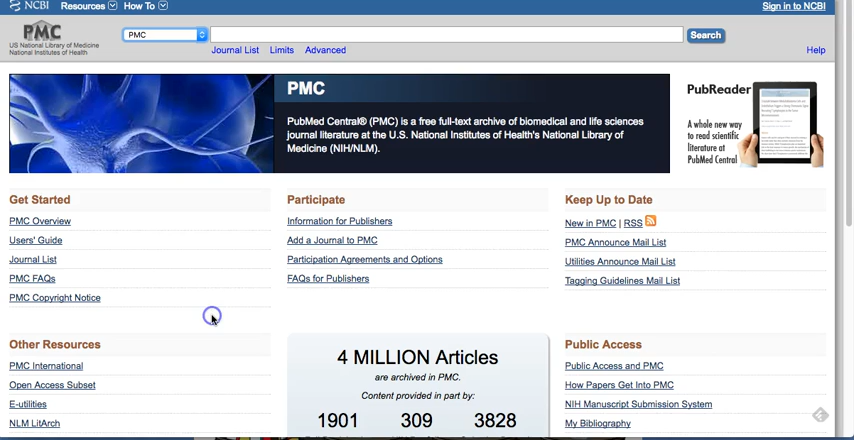 NCBI Resources How To Sign in to NCBI
PMC
US National Library of Medicine
National Institutes of Health
PMC Search
Journal List Limits Advanced Help
PMC
PubMed Central® (PMC) is a free full-text archive of biomedical and life sciences
journal literature at the U.S. National Institutes of Health's National Library of
Medicine (NIH/NLM).
PubReader
A whole new way
to read scientific
literature at
PubMed Central
Get Started
PMC Overview
Users' Guide
Journal List
PMC FAQs
PMC Copyright Notice
Participate
Information for Publishers
Add a Journal to PMC
Participation Agreements and Options
FAQs for Publishers
Keep Up to Date
New in PMC | RSS
PMC Announce Mail List
Utilities Announce Mail List
Tagging Guidelines Mail List
Other Resources
PMC International
Open Access Subset
E-utilities
NLM LitArch
4 MILLION Articles
are archived in PMC.
Content provided in part by:
1901 309 3828
Public Access
Public Access and PMC
How Papers Get Into PMC
NIH Manuscript Submission System
My Bibliography